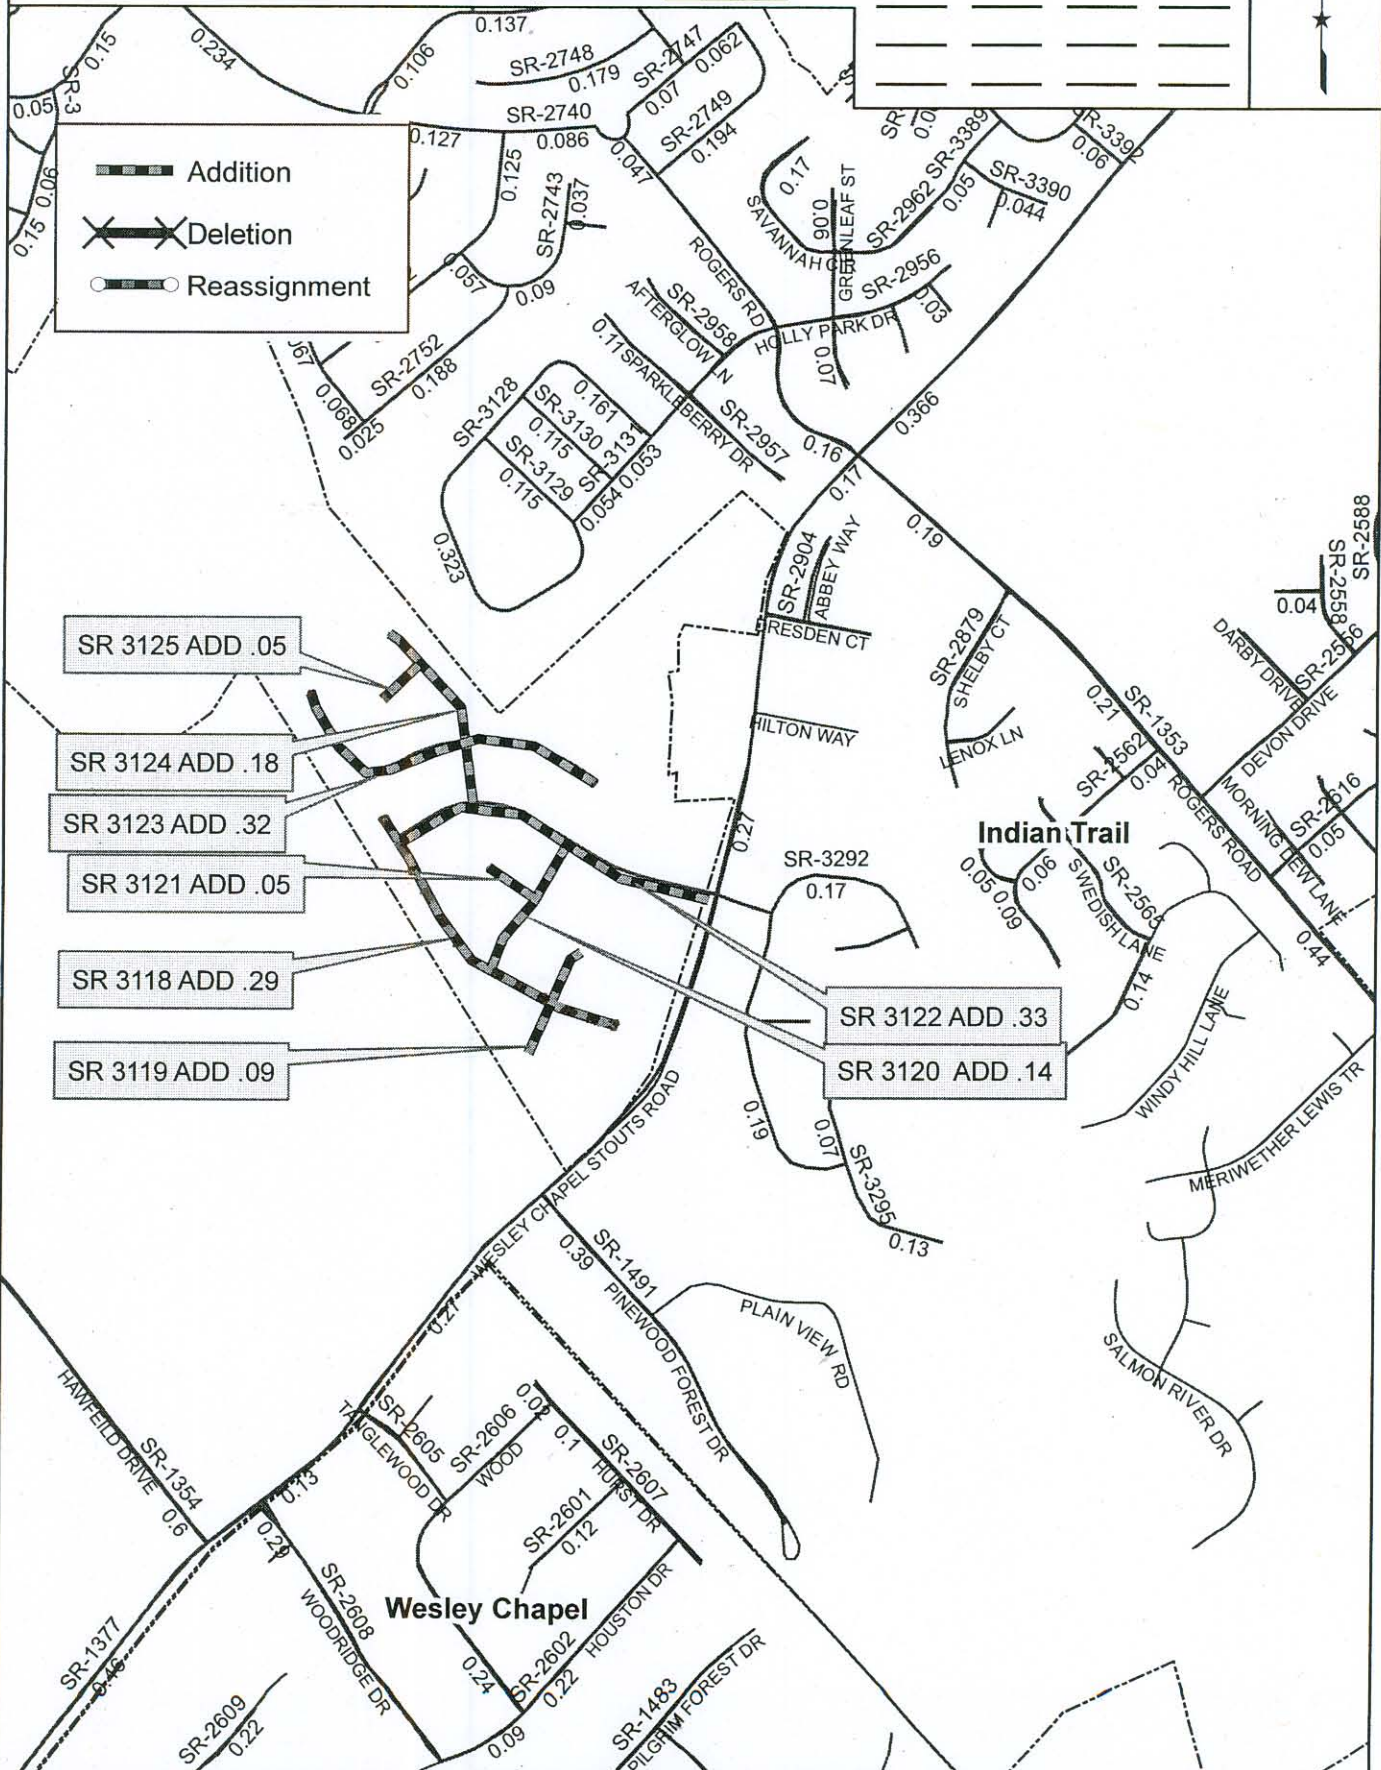 0.137
0.15
0.234
0.106
SR-2748
0.179
SR-2747
0.062
0.07
SR-2749
0.194
0.05
SR-3
0.127
SR-2740
0.086
0.047
0.125
SR-2743
0.037
0.06
0.15
Addition
Deletion
Reassignment
0.057
0.09
0.17
SAVANNAH CIR
0.06
GREENLEAF ST
SR-2962
SR-3389
0.05
SR-3392
0.06
SR-3390
0.044
ROGERS RD
SR-2956
0.03
HOLLY PARK DR
0.07
SR-2958
AFTERGLOW LN
0.11
SPARKLEBERRY DR
SR-2957
067
0.068
0.025
SR-2752
0.188
SR-3128
0.161
SR-3130
0.115
SR-3131
SR-3129
0.115
0.053
0.054
0.323
0.16
0.366
0.17
0.19
SR-2904
ABBEY WAY
DRESDEN CT
SR-2879
SHELBY CT
LENOX LN
HILTON WAY
SR-2588
SR-2558
0.04
DARBY DRIVE
SR-2556
DEVON DRIVE
0.21
SR-1353
SR-2562
0.04
ROGERS ROAD
MORNING DEW LANE
SR-2616
0.05
0.44
SR 3125 ADD .05
SR 3124 ADD .18
SR 3123 ADD .32
SR 3121 ADD .05
SR 3118 ADD .29
SR 3119 ADD .09
SR 3122 ADD .33
SR 3120 ADD .14
0.27
Indian Trail
0.05
0.09
0.06
SR-2564
SWEDISH LANE
0.14
SR-3292
0.17
WINDY HILL LANE
MERIWETHER LEWIS TR
0.19
0.07
SR-3295
0.13
WESLEY CHAPEL STOUTS ROAD
SR-1491
0.39
PINEWOOD FOREST DR
PLAIN VIEW RD
SALMON RIVER DR
0.27
HAWFEILD DRIVE
SR-1354
0.6
0.13
SR-2605
TANGLEWOOD DR
SR-2606
WOOD
0.02
0.1
SR-2607
HURST DR
SR-2601
0.12
0.29
SR-2608
WOODRIDGE DR
Wesley Chapel
HOUSTON DR
SR-2602
0.22
0.24
0.09
SR-1377
0.46
SR-2609
0.22
SR-1483
PILGRIM FOREST DR